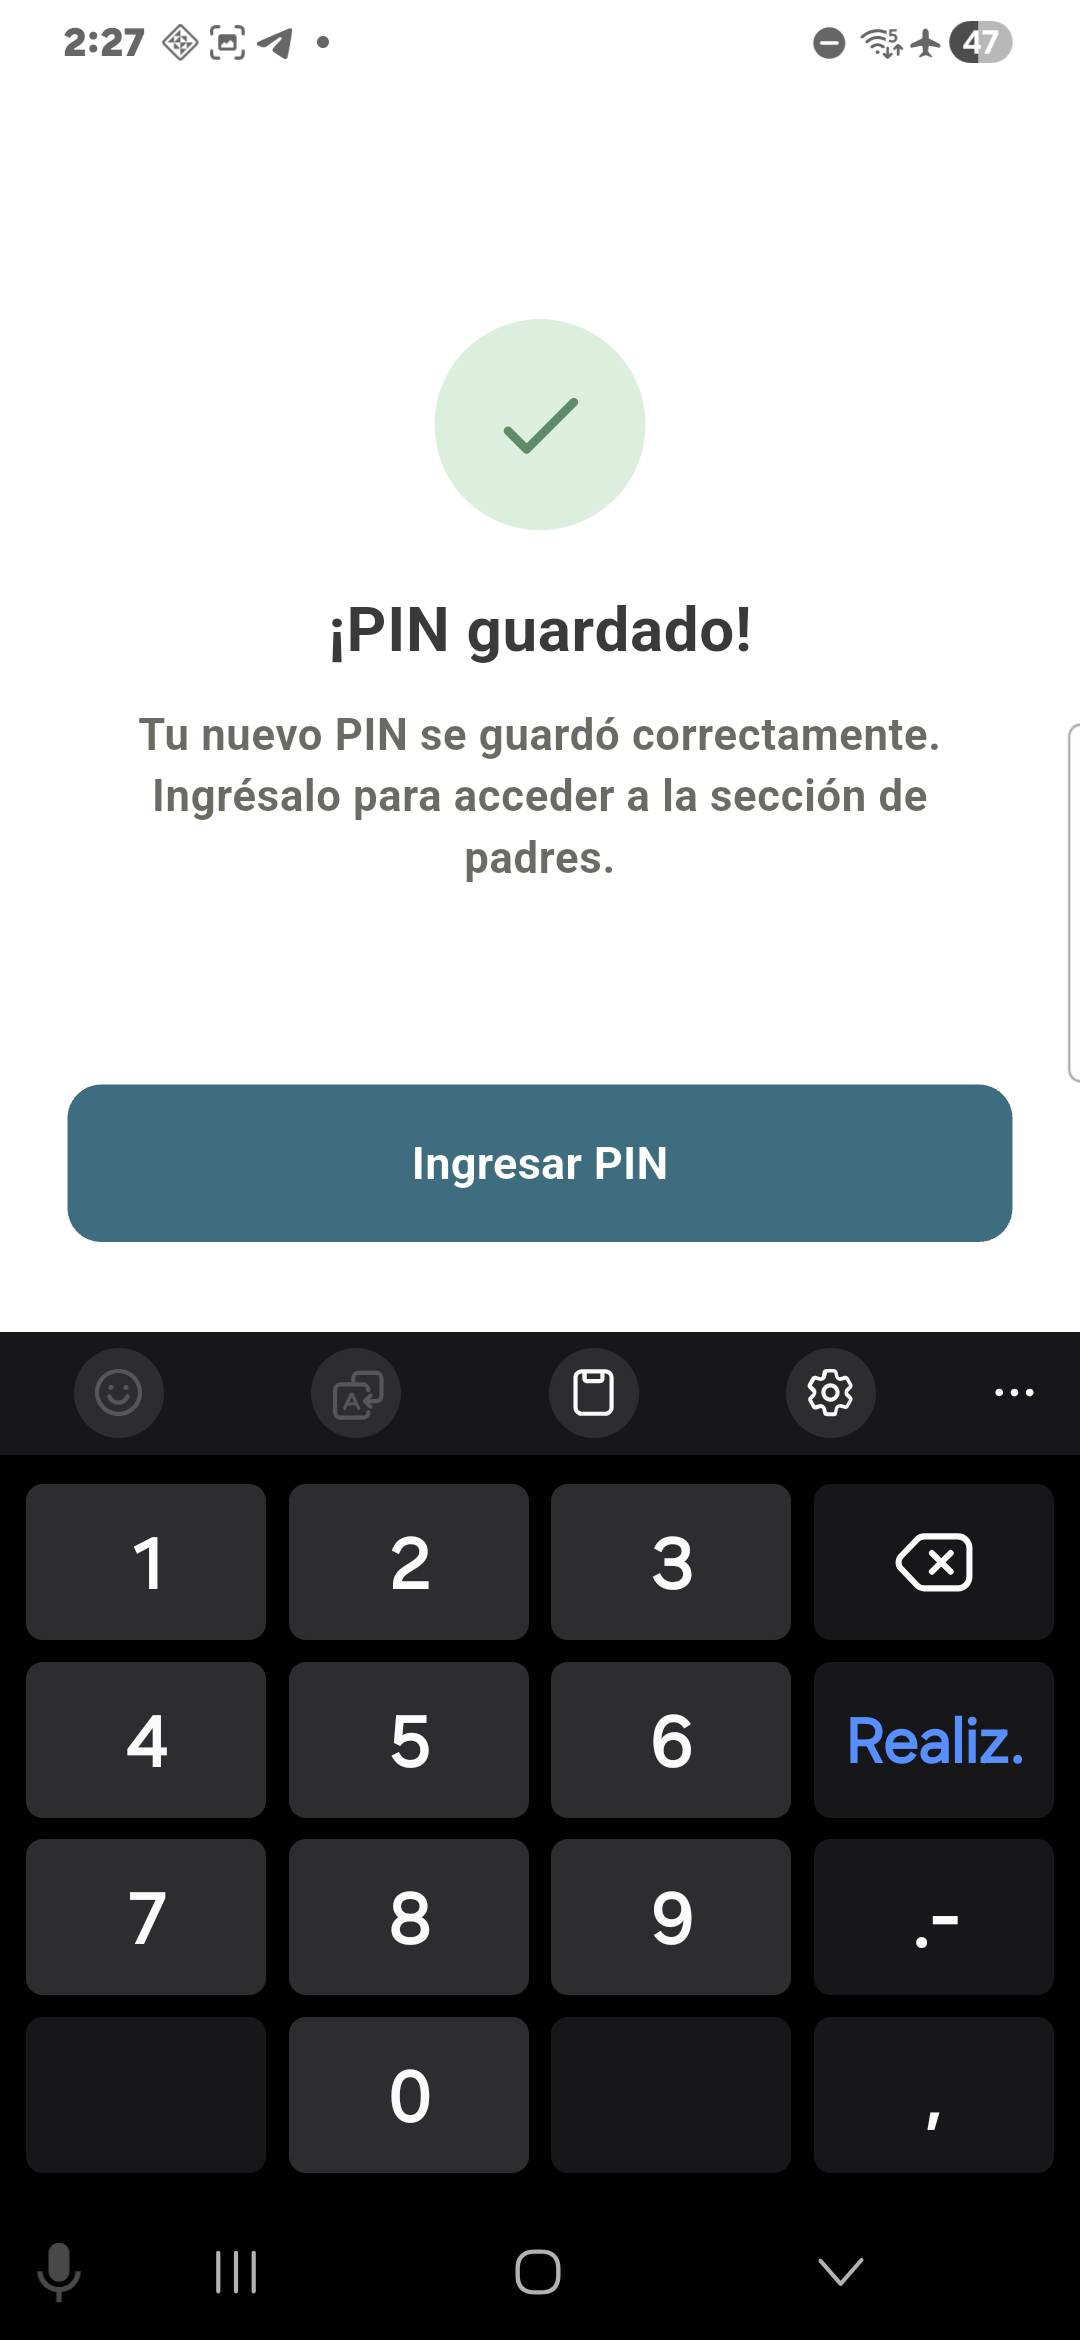 2:27
5
47
¡PIN guardado!
Tu nuevo PIN se guardó correctamente.
Ingrésalo para acceder a la sección de
padres.
Ingresar PIN
A
1 2 3
4 5 6 Realiz.
7 8 9 .-
0 ,